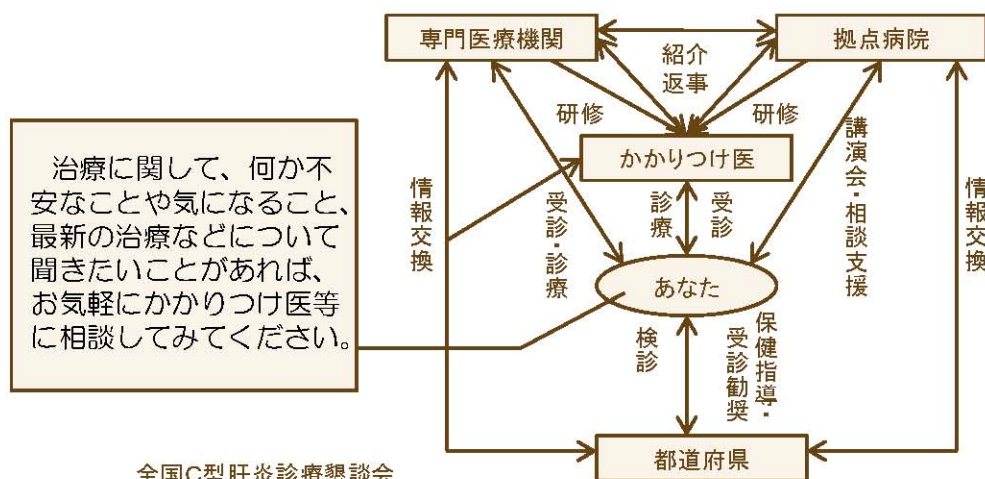 専門医療機関
拠点病院
紹介
返事
研修
研修
かかりつけ医
治療に関して、何か不
安なことや気になること、
最新の治療などについて
聞きたいことがあれば、
お気軽にかかりつけ医等
に相談してみてください。
情報交換
受診・診療
診療
受診
講演会・相談支援
情報交換
あなた
検診
保健指導・
受診勧奨
都道府県
全国C型肝炎診療懇談会